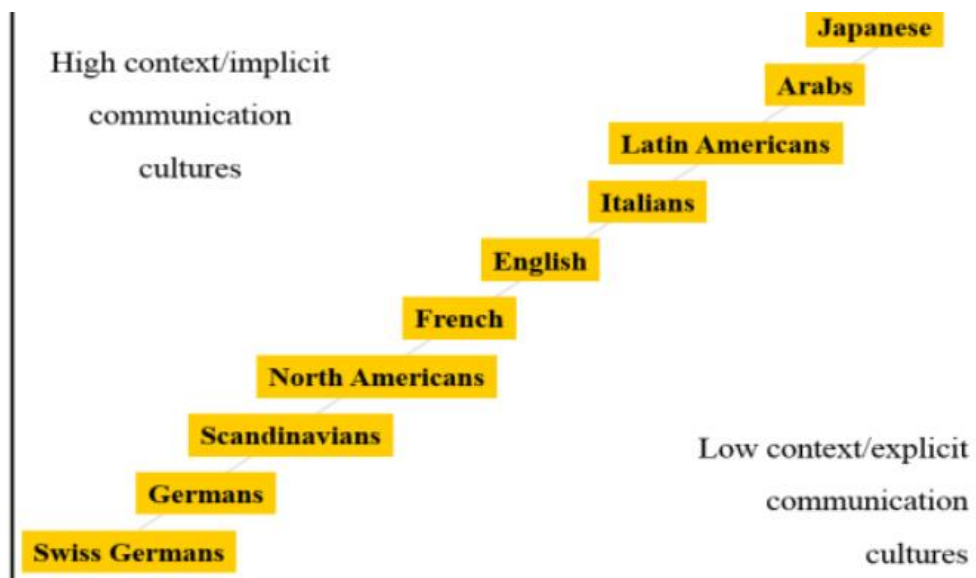 Japanese
High context/implicit
communication
cultures
Arabs
Latin Americans
Italians
English
French
North Americans
Scandinavians
Germans
Swiss Germans
Low context/explicit
communication
cultures